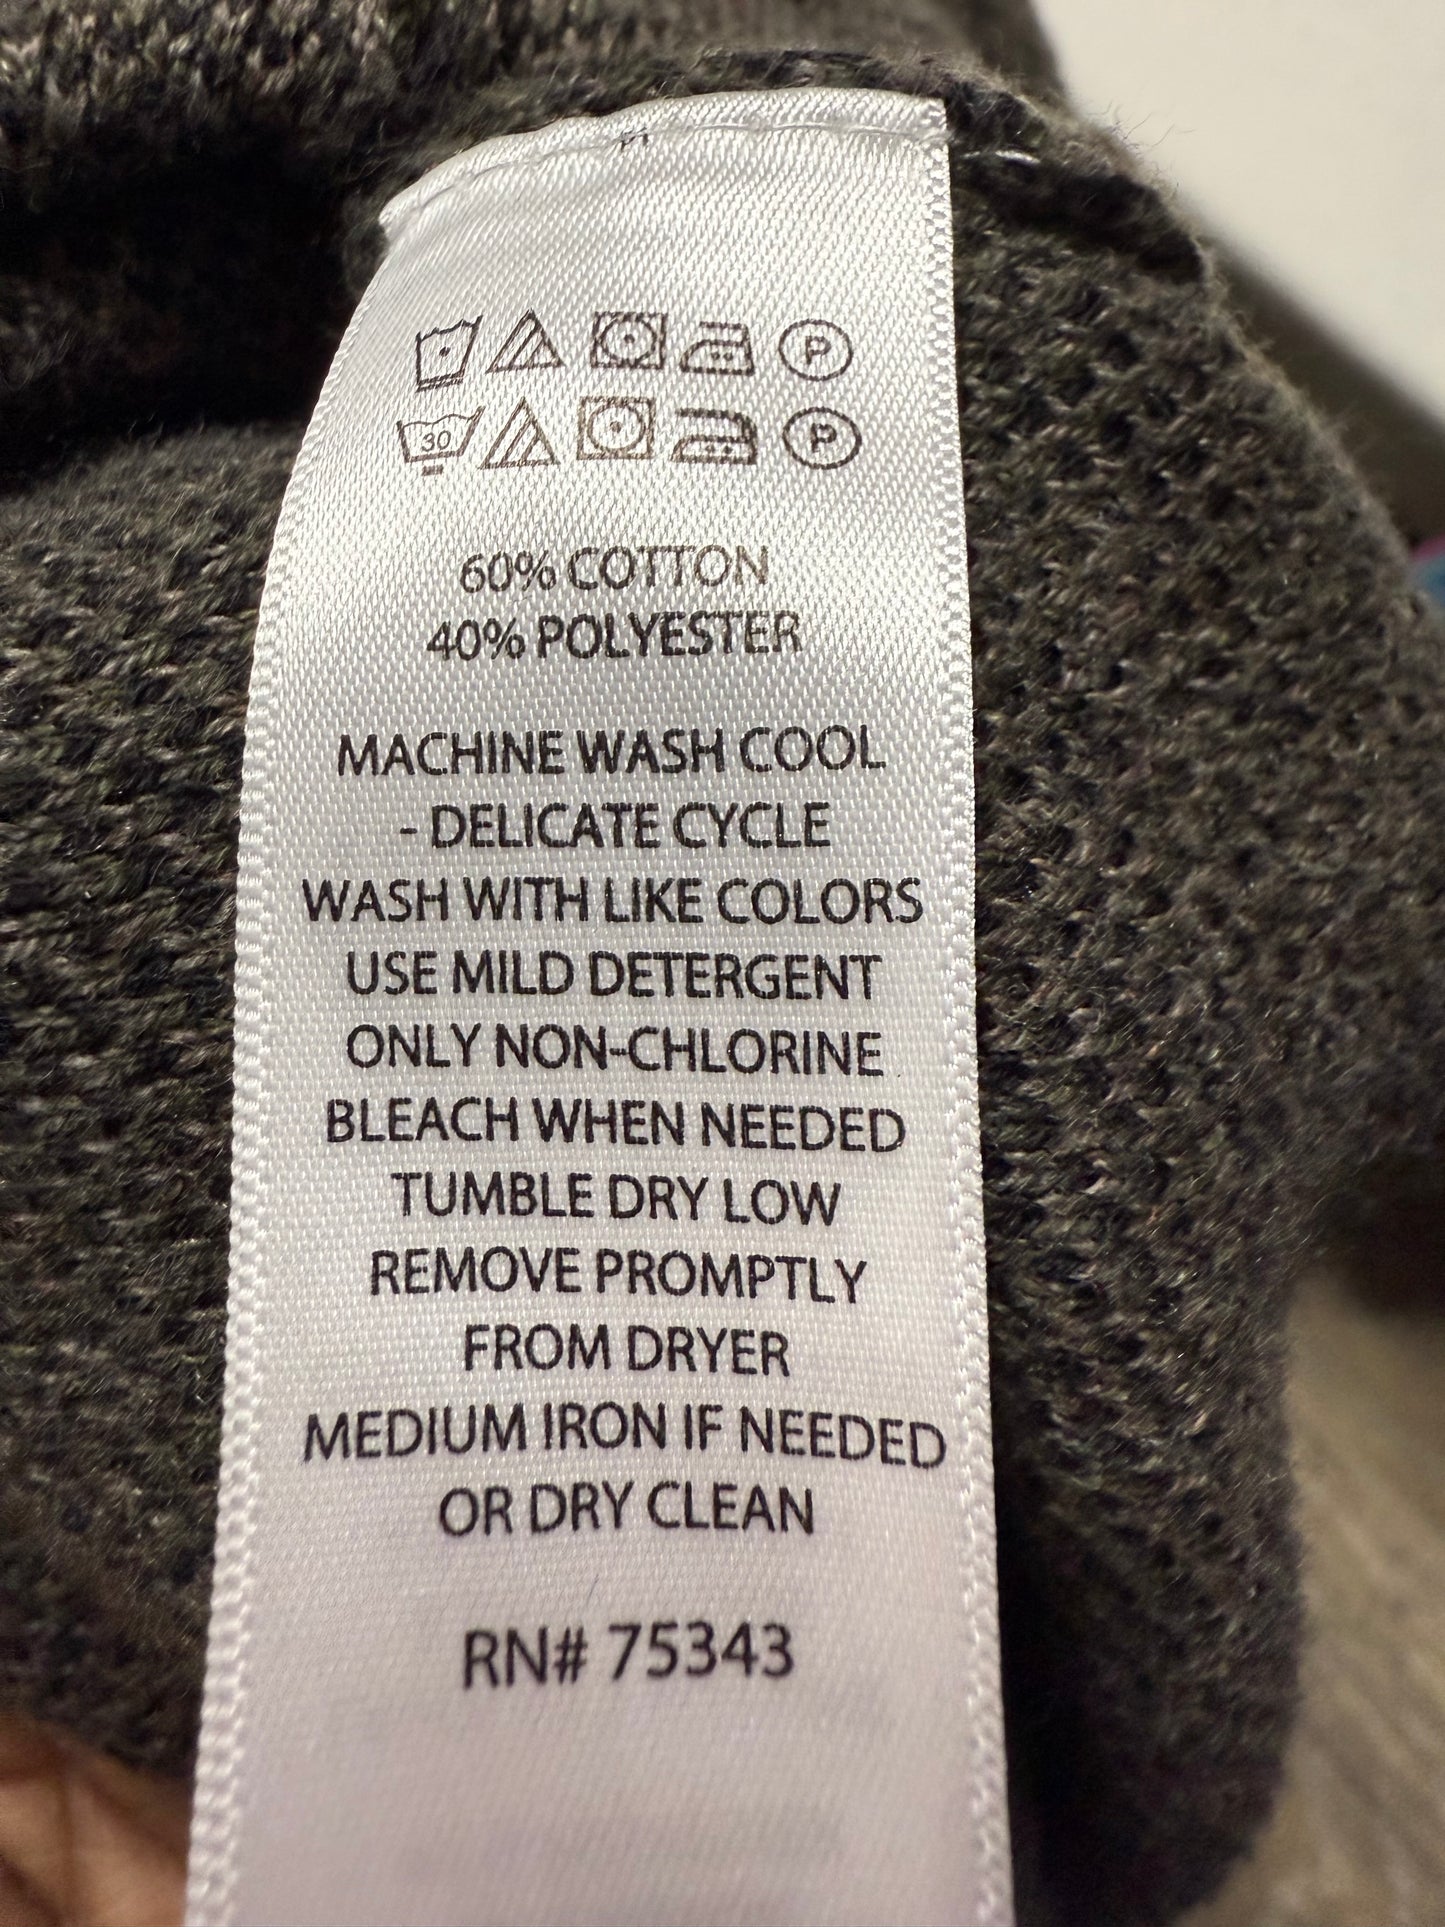 P
30 P
60% COTTON
40% POLYESTER
MACHINE WASH COOL
- DELICATE CYCLE
WASH WITH LIKE COLORS
USE MILD DETERGENT
ONLY NON-CHLORINE
BLEACH WHEN NEEDED
TUMBLE DRY LOW
REMOVE PROMPTLY
FROM DRYER
MEDIUM IRON IF NEEDED
OR DRY CLEAN
RN# 75343